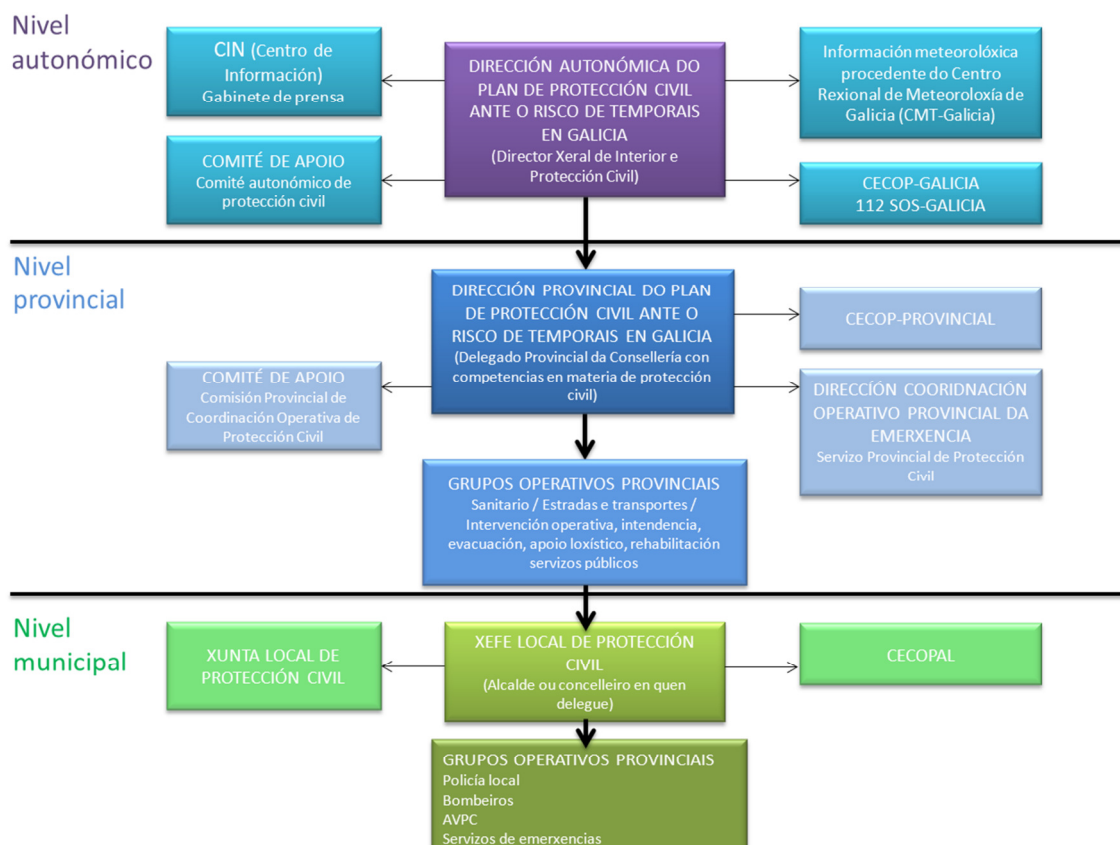 Nivel
autonómico
CIN (Centro de
Información)
Gabinete de prensa
DIRECCIÓN AUTONÓMICA DO
PLAN DE PROTECCIÓN CIVIL
ANTE O RISCO DE TEMPORAIS
EN GALICIA
(Director Xeral de Interior e
Protección Civil)
Información meteorolóxica
procedente do Centro
Rexional de Meteoroloxía de
Galicia (CMT-Galicia)
COMITÉ DE APOIO
Comité autonómico de
protección civil
CECOP-GALICIA
112 SOS-GALICIA
Nivel
provincial
DIRECCIÓN PROVINCIAL DO PLAN
DE PROTECCIÓN CIVIL ANTE O
RISCO DE TEMPORAIS EN GALICIA
(Delegado Provincial da Consellería con
competencias en materia de protección
civil)
CECOP-PROVINCIAL
COMITÉ DE APOIO
Comisión Provincial de
Coordinación Operativa de
Protección Civil
DIRECCÍÓN COORIDNACIÓN
OPERATIVO PROVINCIAL DA
EMERXENCIA
Servizo Provincial de Protección
Civil
GRUPOS OPERATIVOS PROVINCIAIS
Sanitario / Estradas e transportes /
Intervención operativa, intendencia,
evacuación, apoio loxístico, rehabilitación
servizos públicos
Nivel
municipal
XUNTA LOCAL DE
PROTECCIÓN CIVIL
XEFE LOCAL DE PROTECCIÓN
CIVIL
(Alcalde ou concelleiro en quen
delegue)
CECOPAL
GRUPOS OPERATIVOS PROVINCIAIS
Policía local
Bombeiros
AVPC
Servizos de emerxencias